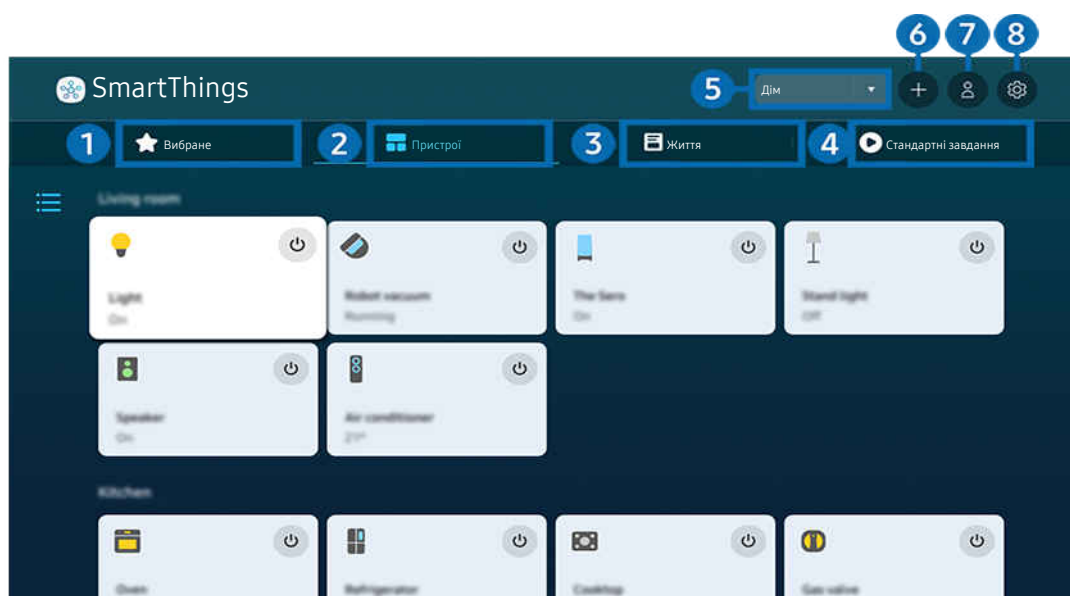 6 7 8
SmartThings
5 Дім
1 Вибране 2 Пристрої 3 Життя 4 Стандартні завдання
Living room
Light Robot vacuum The Sero Stand light
On Running On Off
Speaker Air conditioner
On
Kitchen
Oven Refrigerator Cooktop Gas valve